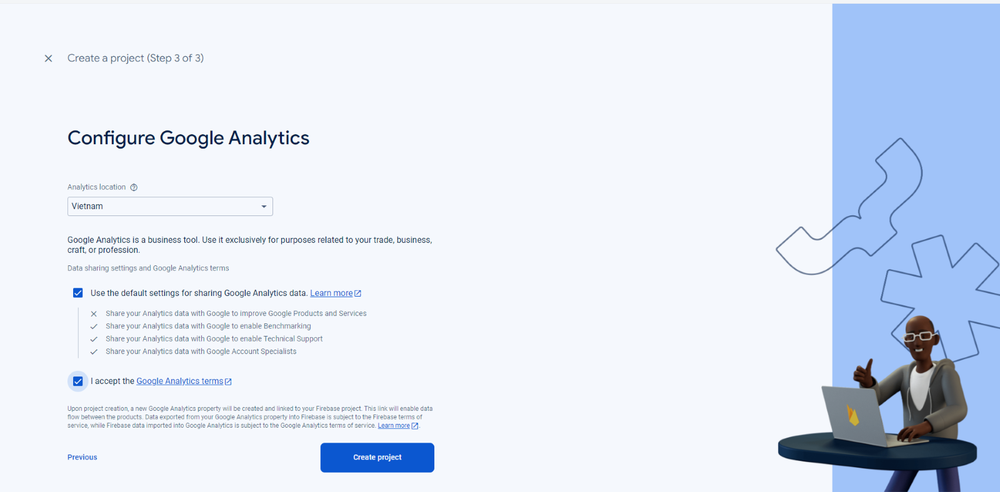 Create a project (Step 3 of 3)
Configure Google Analytics
Analytics location
Vietnam
Google Analytics is a business tool. Use it exclusively for purposes related to your trade, business,
craft, or profession.
Data sharing settings and Google Analytics terms
Use the default settings for sharing Google Analytics data. Learn more
Share your Analytics data with Google to improve Google Products and Services
Share your Analytics data with Google to enable Benchmarking
Share your Analytics data with Google to enable Technical Support
Share your Analytics data with Google Account Specialists
I accept the Google Analytics terms
Upon project creation, a new Google Analytics property will be created and linked to your Firebase project. This link will enable data
flow between the products. Data exported from your Google Analytics property into Firebase is subject to the Firebase terms of
service, while Firebase data imported into Google Analytics is subject to the Google Analytics terms of service. Learn more.
Previous
Create project